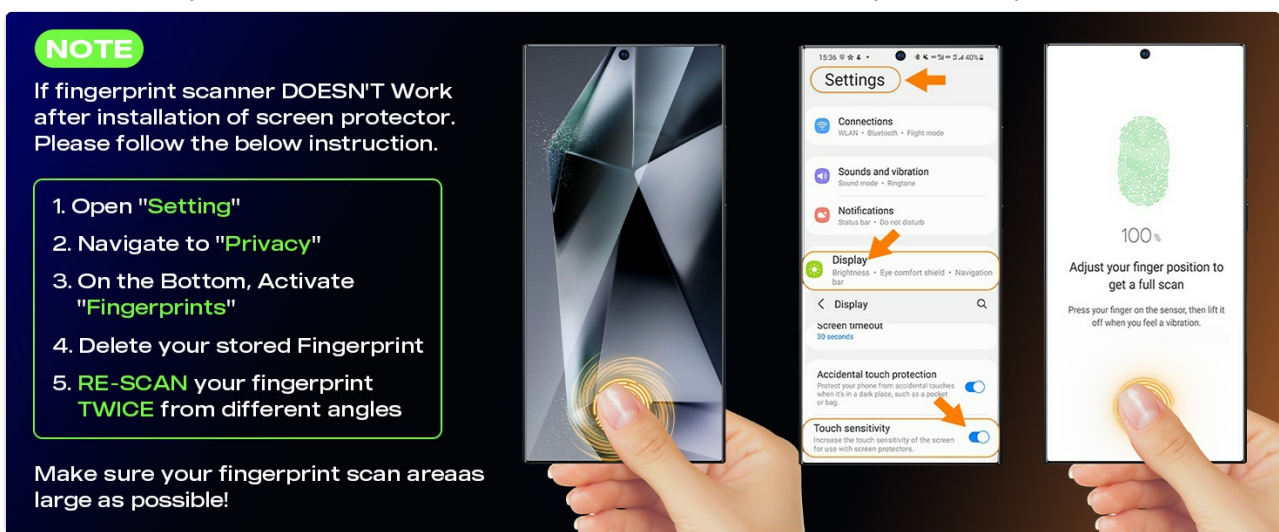 NOTE
If fingerprint scanner DOESN'T Work
after installation of screen protector.
Please follow the below instruction.
1. Open "Setting"
2. Navigate to "Privacy"
3. On the Bottom, Activate
"Fingerprints"
4. Delete your stored Fingerprint
5. RE-SCAN your fingerprint
TWICE from different angles
Make sure your fingerprint scan areaas
large as possible!
15:36
40%
Settings
Connections
WLAN • Bluetooth • Flight mode
Sounds and vibration
Sound mode • Ringtone
Notifications
Status bar • Do not disturb
Display
Brightness • Eye comfort shield • Navigation
bar
Display
Screen timeout
30 seconds
Accidental touch protection
Protect your phone from accidental touches
when it's in a dark place, such as a pocket
or bag.
Touch sensitivity
Increase the touch sensitivity of the screen
for use with screen protectors.
100%
Adjust your finger position to
get a full scan
Press your finger on the sensor, then lift it
off when you feel a vibration.